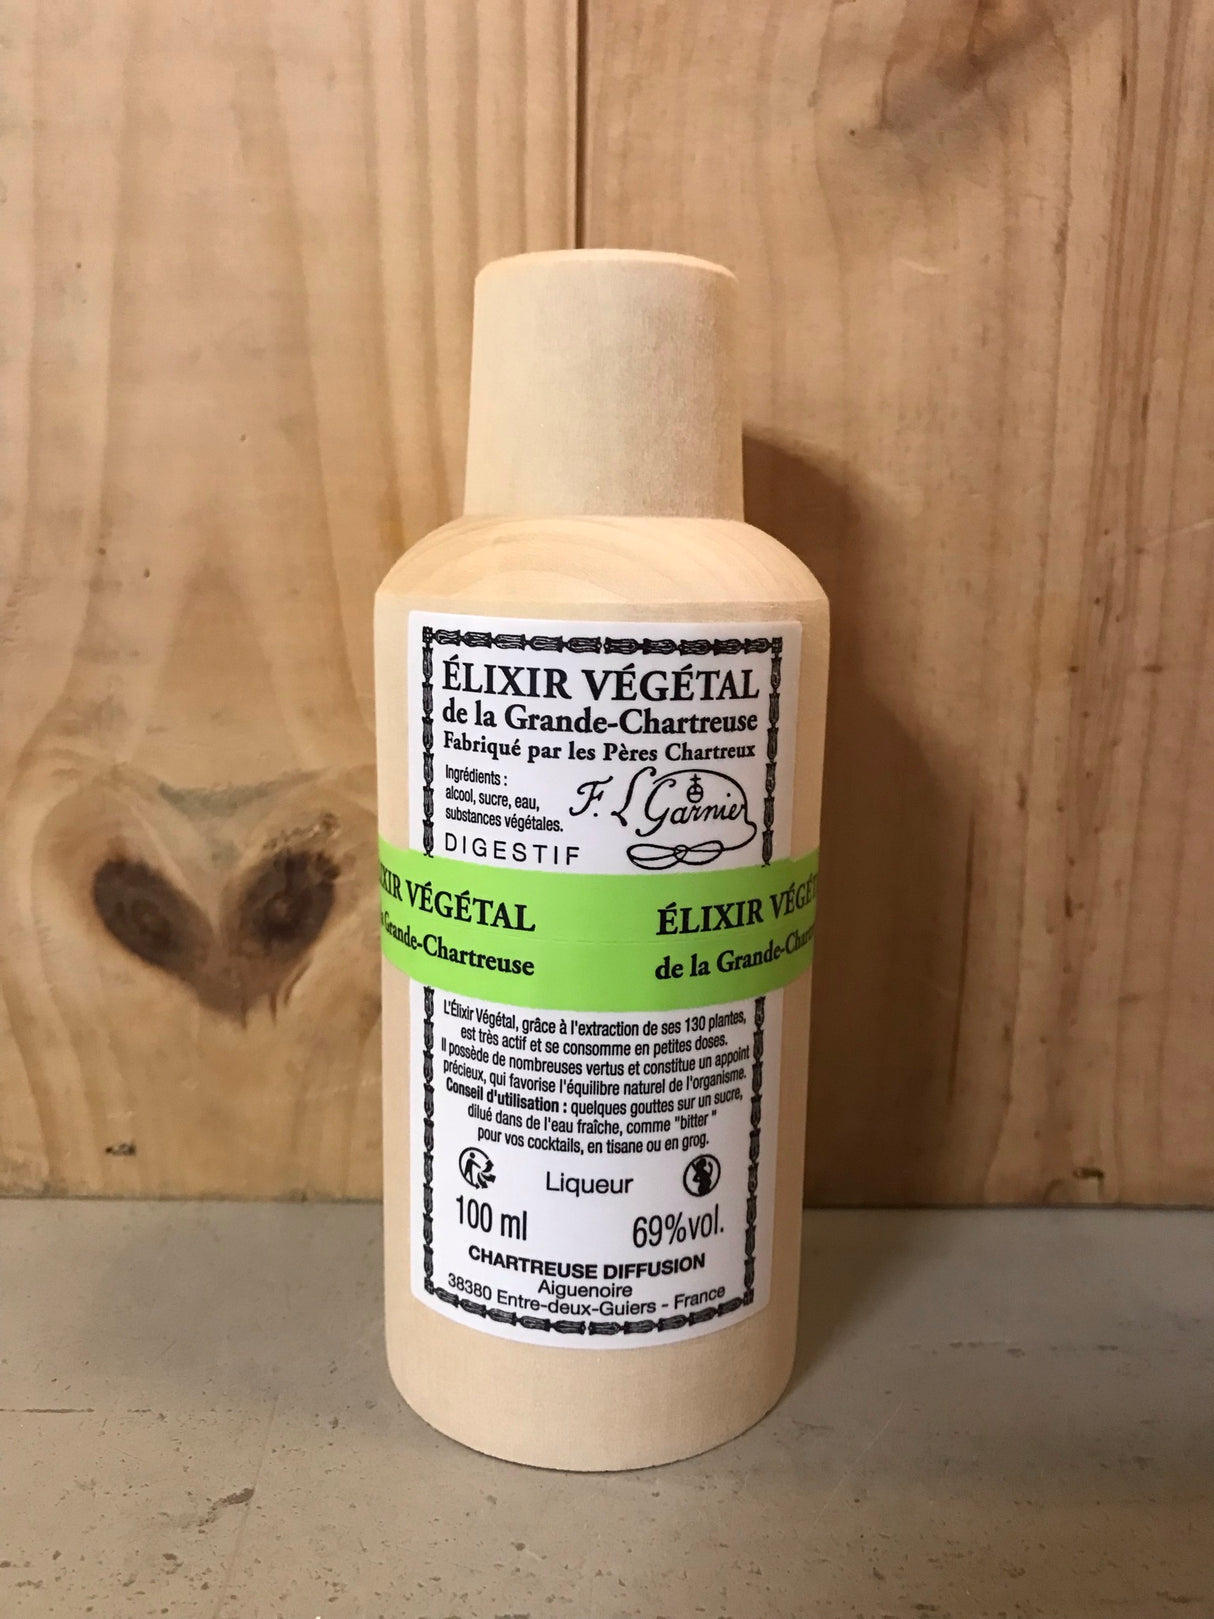 ÉLIXIR VÉGÉTAL
de la Grande-Chartreuse
Fabriqué par les Pères Chartreux
Ingrédients :
alcool, sucre, eau,
substances végétales.
F. L Garnier
DIGESTIF
VÉGÉTAL
Grande-Chartreuse
ÉLIXIR
de la
L'Élixir Végétal, grâce à l'extraction de ses 130 plantes,
est très actif et se consomme en petites doses.
Il possède de nombreuses vertus et constitue un appoint
précieux, qui favorise l'équilibre naturel de l'organisme.
Conseil d'utilisation : quelques gouttes sur un sucre,
dilué dans de l'eau fraîche, comme "bitter "
pour vos cocktails, en tisane ou en grog.
Liqueur
100 ml 69%vol.
CHARTREUSE DIFFUSION
Aiguenoire
38380 Entre-deux-Guiers - France